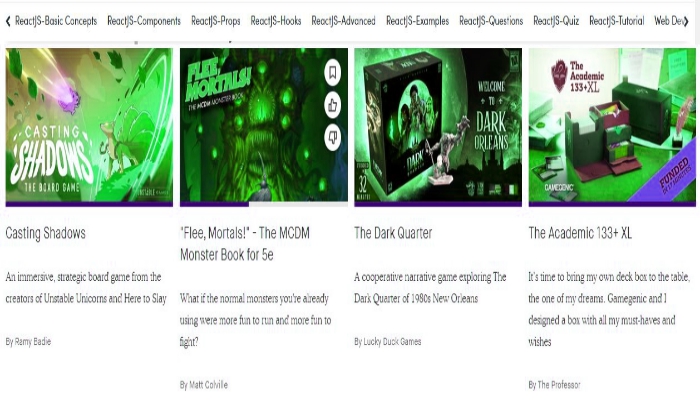 ReactJS-Basic Concepts ReactJS-Components ReactJS-Props ReactJS-Hooks ReactJS-Advanced ReactJS-Examples ReactJS-Questions ReactJS-Quiz ReactJS-Tutorial Web Dev
CASTING
SHADOWS
THE BOARD GAME
FLEE,
MORTALS!
THE MCDM MONSTER BOOK
WELCOME
TO
DARK
ORLEANS
FUNDED
32
MINUTES
The
Academic
133+XL
GAMEGENIC
FUNDED
Casting Shadows
An immersive, strategic board game from the
creators of Unstable Unicorns and Here to Slay
By Ramy Badie
"Flee, Mortals!" - The MCDM
Monster Book for 5e
What if the normal monsters you're already
using were more fun to run and more fun to
fight?
By Matt Colville
The Dark Quarter
A cooperative narrative game exploring The
Dark Quarter of 1980s New Orleans
By Lucky Duck Games
The Academic 133+ XL
It's time to bring my own deck box to the table,
the one of my dreams. Gamegenic and I
designed a box with all my must-haves and
wishes
By The Professor